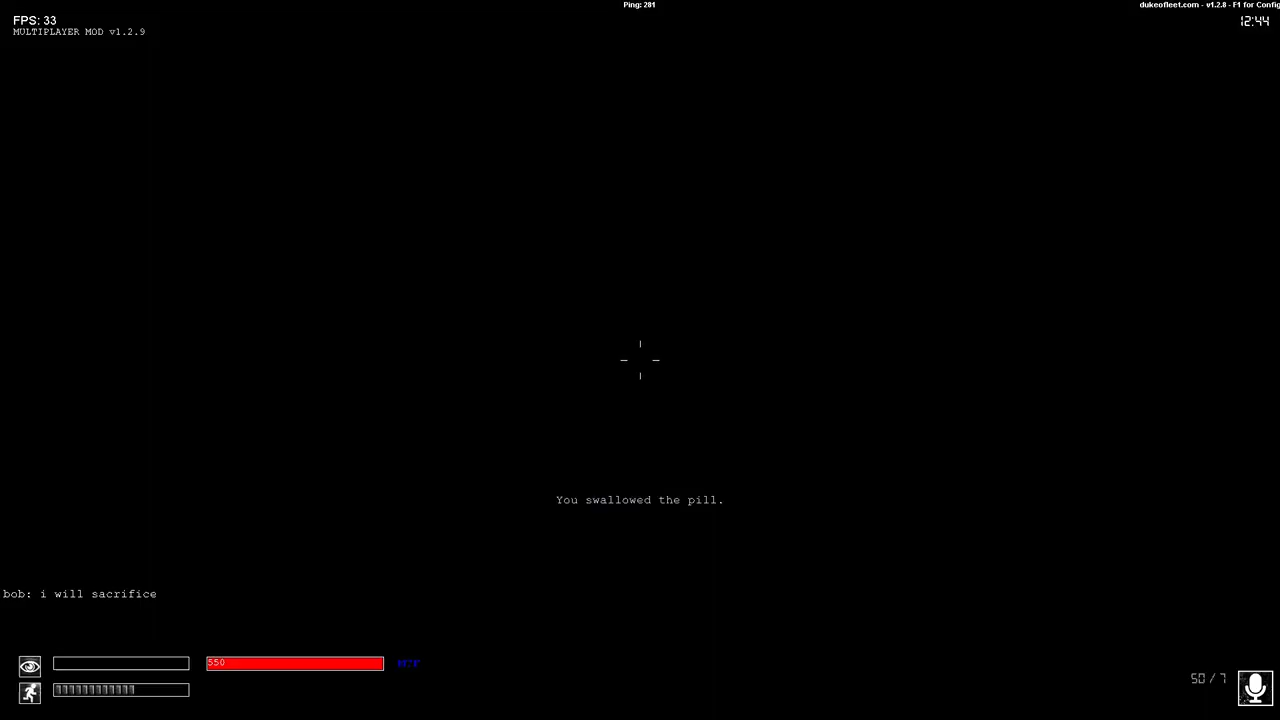 Ping: 281
dukeofleet.com - v1.2.8 - F1 for Config
FPS: 33
12:44
MULTIPLAYER MOD v1.2.9
You swallowed the pill.
bob: i will sacrifice
550
50 / 7